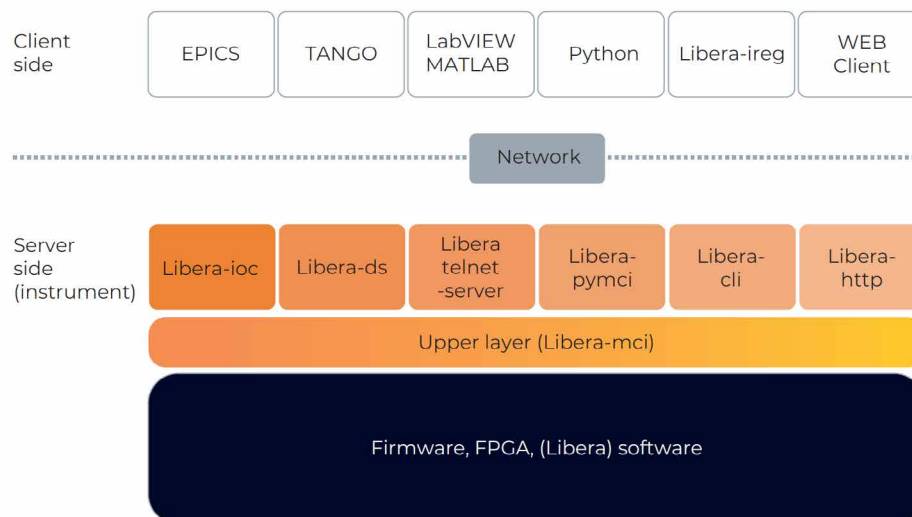 Client
side
EPICS
TANGO
LabVIEW
MATLAB
Python
Libera-ireg
WEB
Client
Network
Server
side
(instrument)
Libera-ioc
Libera-ds
Libera
telnet
-server
Libera-
pymci
Libera-
cli
Libera-
http
Upper layer (Libera-mci)
Firmware, FPGA, (Libera) software